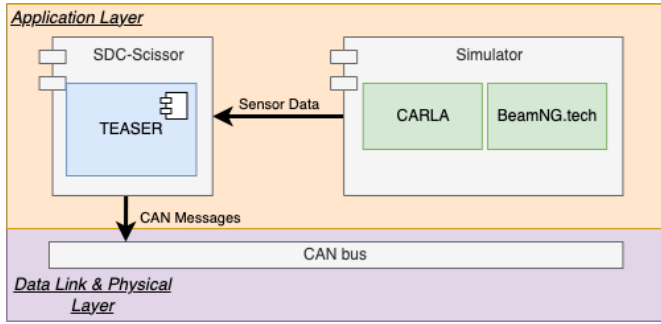 Application Layer
SDC-Scissor
Simulator
TEASER
Sensor Data
CARLA
BeamNG.tech
CAN Messages
CAN bus
Data Link & Physical
Layer